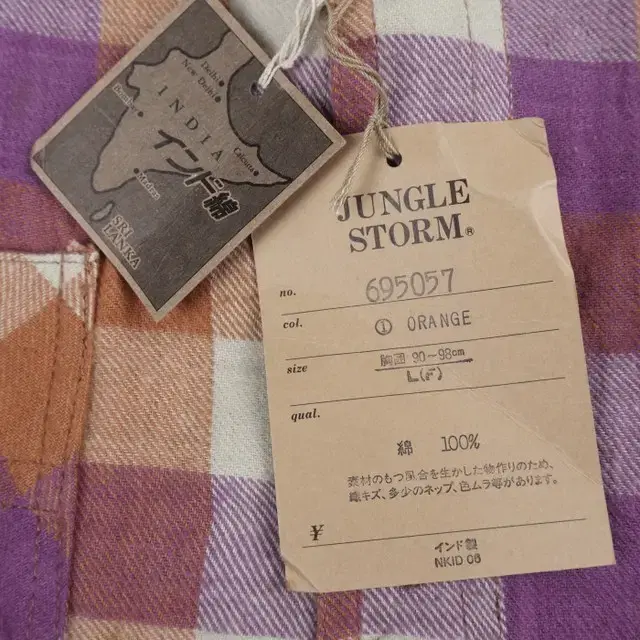 Delhi
New Delhi
INDIA
Bombay
Calcutta
インド綿
Madras
SRI
LANKA
JUNGLE
STORM®
no. 695057
col. ① ORANGE
size 胸囲 90~98cm
L(F)
qual.
綿 100%
素材のもつ風合を生かした物作りのため、
織キズ、多少のネップ、色ムラ等があります。
¥
インド製
NKID 06